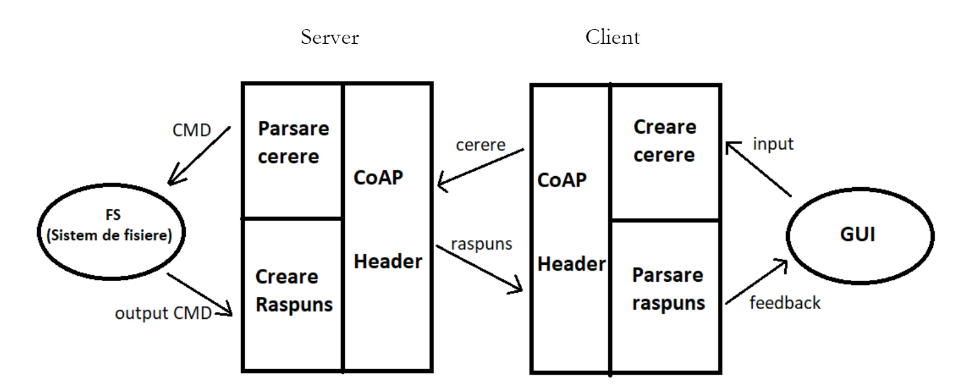 Server
Client
CMD
Parsare
cerere
CoAP
Header
cerere
CoAP
Header
Creare
cerere
input
FS
(Sistem de fisiere)
output CMD
Creare
Raspuns
raspuns
Parsare
raspuns
feedback
GUI